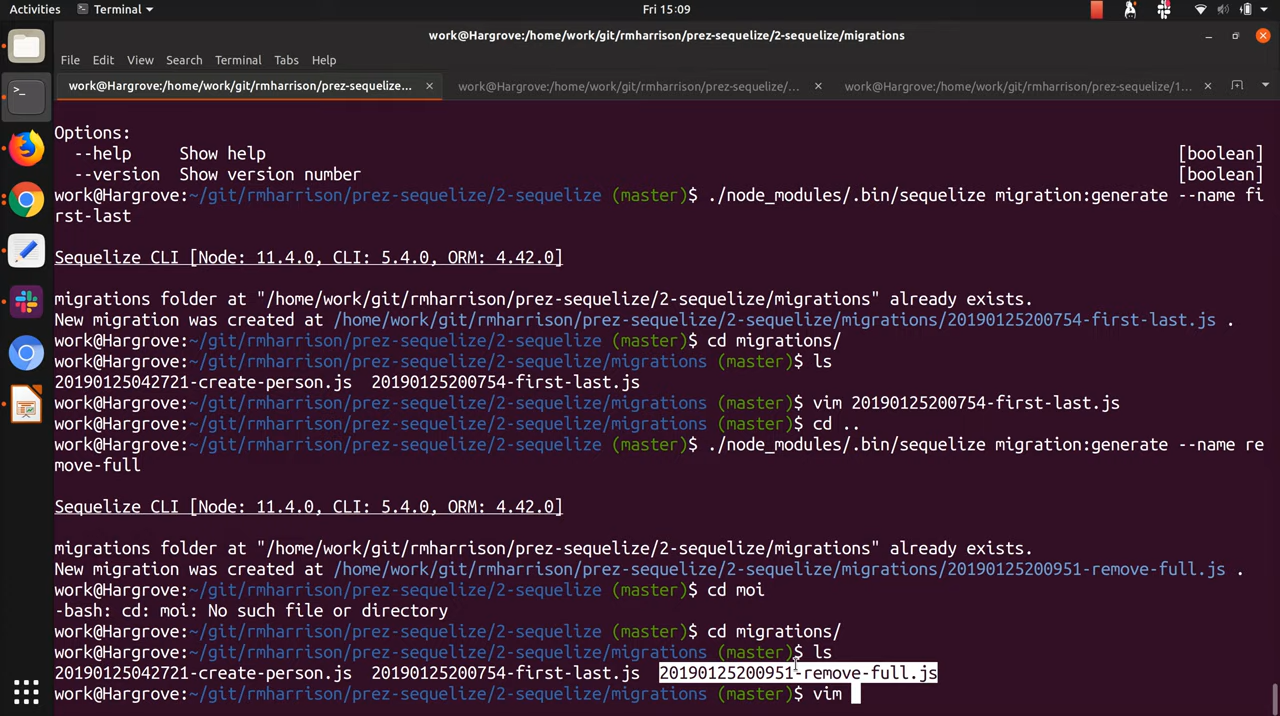 Activities Terminal Fri 15:09
work@Hargrove:/home/work/git/rmharrison/prez-sequelize/2-sequelize/migrations
File Edit View Search Terminal Tabs Help
work@Hargrove:/home/work/git/rmharrison/prez-sequelize... work@Hargrove:/home/work/git/rmharrison/prez-sequelize/... work@Hargrove:/home/work/git/rmharrison/prez-sequelize/1...
Options:
--help Show help [boolean]
--version Show version number [boolean]
work@Hargrove:~/git/rmharrison/prez-sequelize/2-sequelize (master)$ ./node_modules/.bin/sequelize migration:generate --name fi
rst-last
Sequelize CLI [Node: 11.4.0, CLI: 5.4.0, ORM: 4.42.0]
migrations folder at "/home/work/git/rmharrison/prez-sequelize/2-sequelize/migrations" already exists.
New migration was created at /home/work/git/rmharrison/prez-sequelize/2-sequelize/migrations/20190125200754-first-last.js .
work@Hargrove:~/git/rmharrison/prez-sequelize/2-sequelize (master)$ cd migrations/
work@Hargrove:~/git/rmharrison/prez-sequelize/2-sequelize/migrations (master)$ ls
20190125042721-create-person.js 20190125200754-first-last.js
work@Hargrove:~/git/rmharrison/prez-sequelize/2-sequelize/migrations (master)$ vim 20190125200754-first-last.js
work@Hargrove:~/git/rmharrison/prez-sequelize/2-sequelize/migrations (master)$ cd ..
work@Hargrove:~/git/rmharrison/prez-sequelize/2-sequelize (master)$ ./node_modules/.bin/sequelize migration:generate --name re
move-full
Sequelize CLI [Node: 11.4.0, CLI: 5.4.0, ORM: 4.42.0]
migrations folder at "/home/work/git/rmharrison/prez-sequelize/2-sequelize/migrations" already exists.
New migration was created at /home/work/git/rmharrison/prez-sequelize/2-sequelize/migrations/20190125200951-remove-full.js .
work@Hargrove:~/git/rmharrison/prez-sequelize/2-sequelize (master)$ cd moi
-bash: cd: moi: No such file or directory
work@Hargrove:~/git/rmharrison/prez-sequelize/2-sequelize (master)$ cd migrations/
work@Hargrove:~/git/rmharrison/prez-sequelize/2-sequelize/migrations (master)$ ls
20190125042721-create-person.js 20190125200754-first-last.js 20190125200951-remove-full.js
work@Hargrove:~/git/rmharrison/prez-sequelize/2-sequelize/migrations (master)$ vim